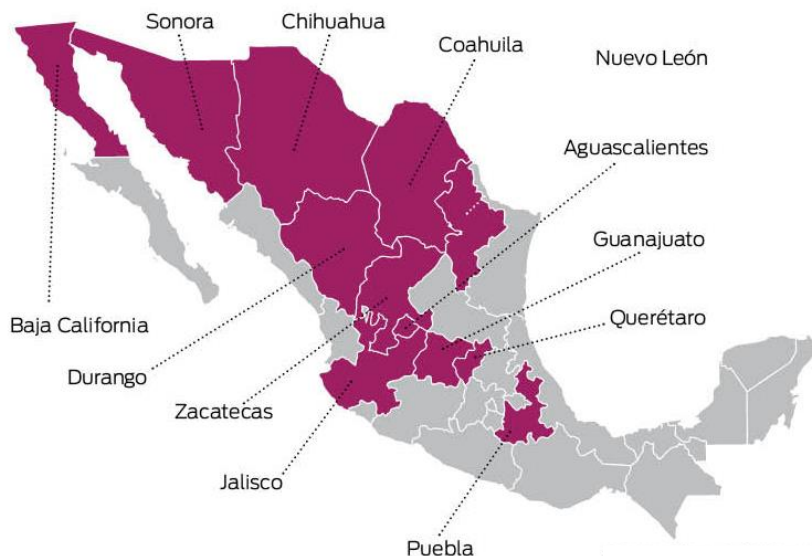 Sonora
Chihuahua
Coahuila
Nuevo León
Aguascalientes
Guanajuato
Querétaro
Baja California
Durango
Zacatecas
Jalisco
Puebla